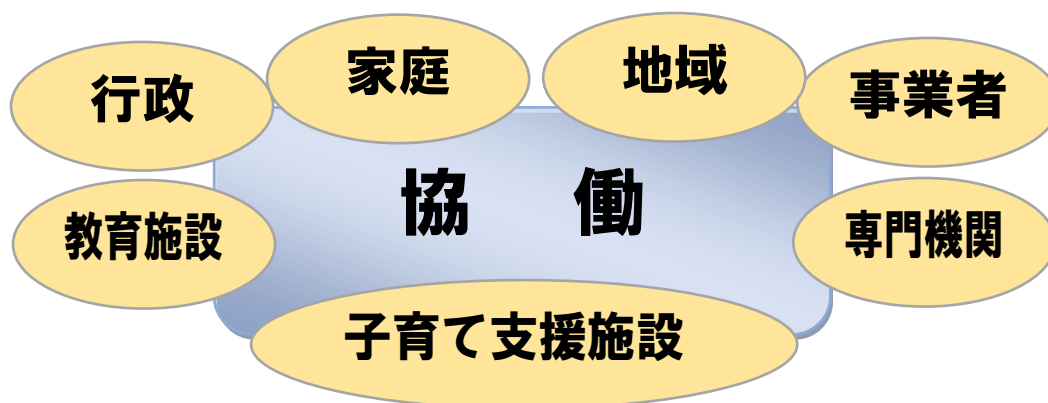 行政
家庭
地域
事業者
協 働
教育施設
専門機関
子育て支援施設